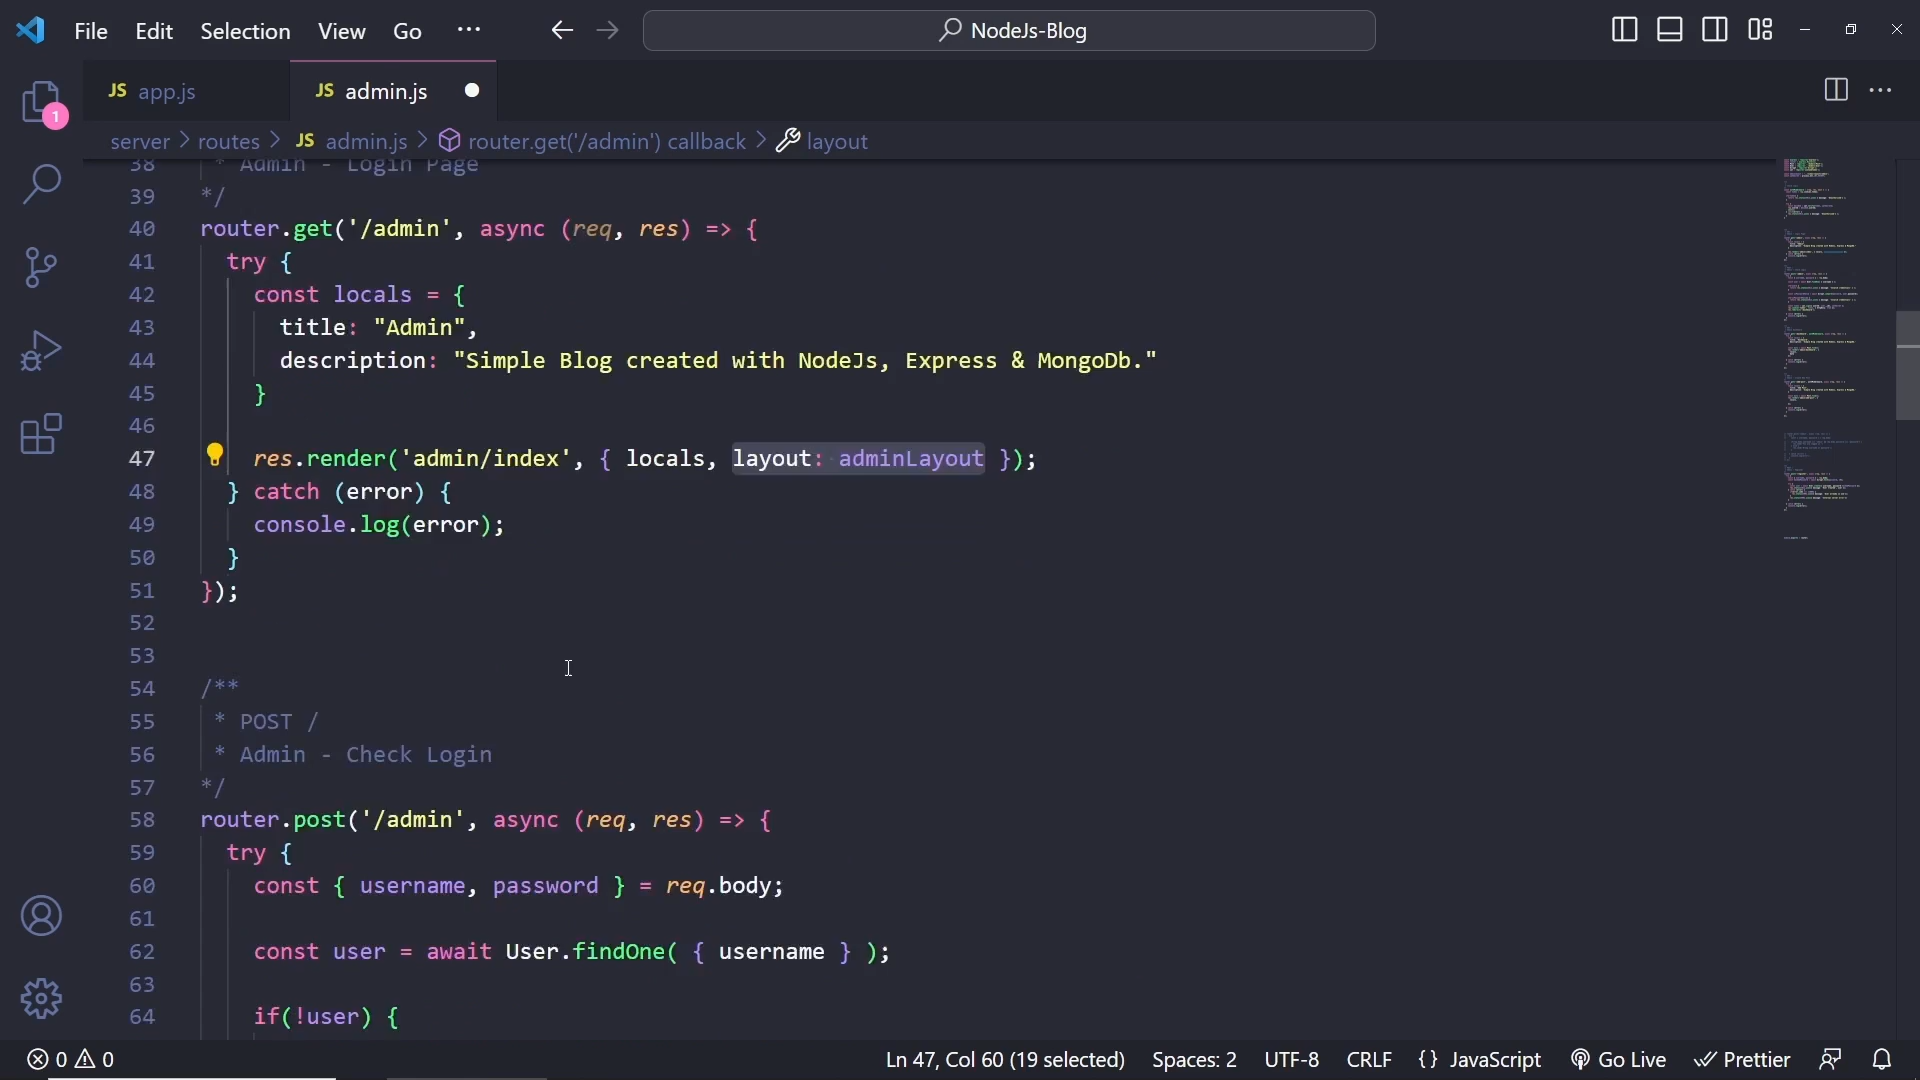 File Edit Selection View Go ··· NodeJs-Blog
1
JS app.js JS admin.js
server > routes > JS admin.js > router.get('/admin') callback > layout
38 * Admin - Login Page
39 */
40 router.get('/admin', async (req, res) => {
41 try {
42 const locals = {
43 title: "Admin",
44 description: "Simple Blog created with NodeJs, Express & MongoDb."
45 }
46
47 res.render('admin/index', { locals, layout: adminLayout });
48 } catch (error) {
49 console.log(error);
50 }
51 });
52
53
54 /**
55 * POST /
56 * Admin - Check Login
57 */
58 router.post('/admin', async (req, res) => {
59 try {
60 const { username, password } = req.body;
61
62 const user = await User.findOne( { username } );
63
64 if(!user) {
0 0 Ln 47, Col 60 (19 selected) Spaces: 2 UTF-8 CRLF {} JavaScript Go Live Prettier